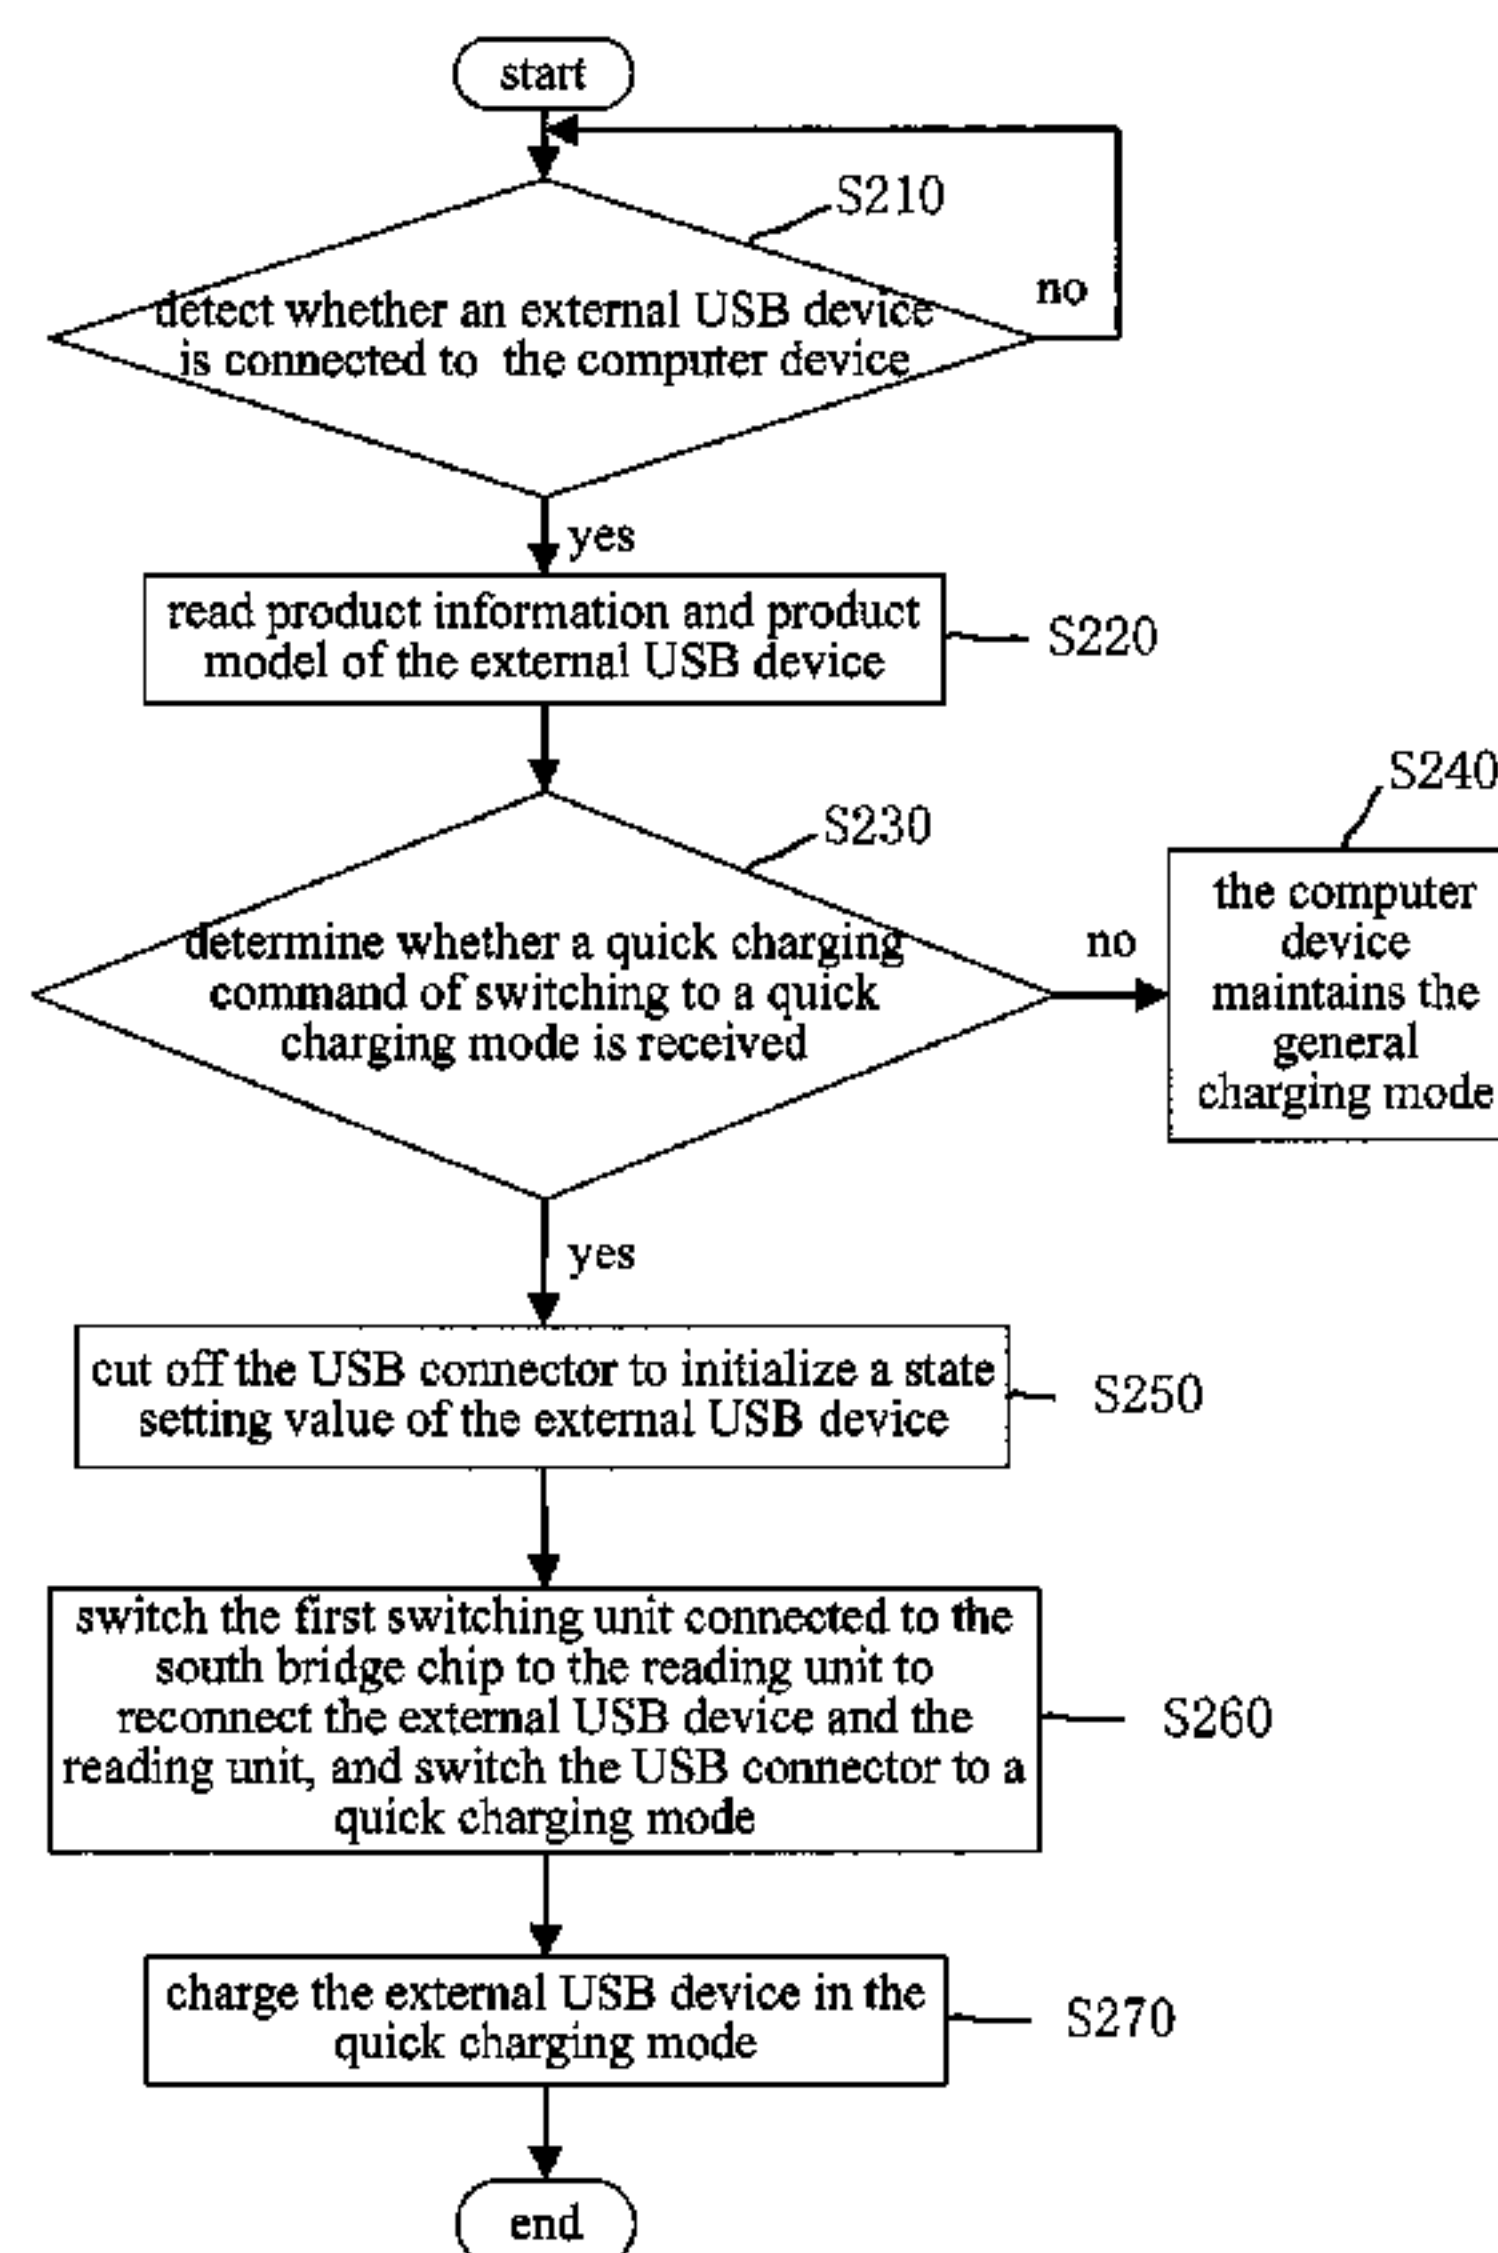 start
S210
detect whether an external USB device
is connected to the computer device
no
yes
read product information and product
model of the external USB device
S220
S230
determine whether a quick charging
command of switching to a quick
charging mode is received
no
S240
the computer
device
maintains the
general
charging mode
yes
cut off the USB connector to initialize a state
setting value of the external USB device
S250
switch the first switching unit connected to the
south bridge chip to the reading unit to
reconnect the external USB device and the
reading unit, and switch the USB connector to a
quick charging mode
S260
charge the external USB device in the
quick charging mode
S270
end